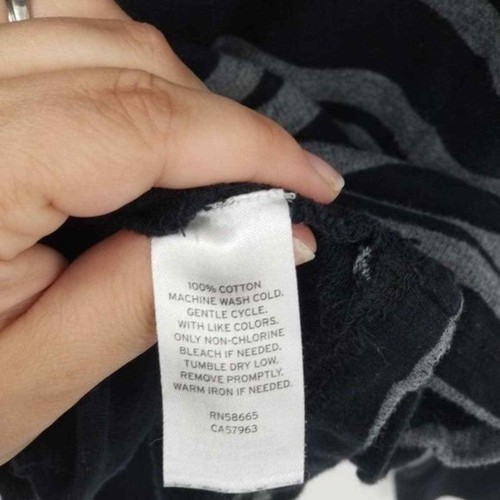 100% COTTON
MACHINE WASH COLD.
GENTLE CYCLE.
WITH LIKE COLORS.
ONLY NON-CHLORINE
BLEACH IF NEEDED.
TUMBLE DRY LOW.
REMOVE PROMPTLY.
WARM IRON IF NEEDED.
RN58665
CA57963